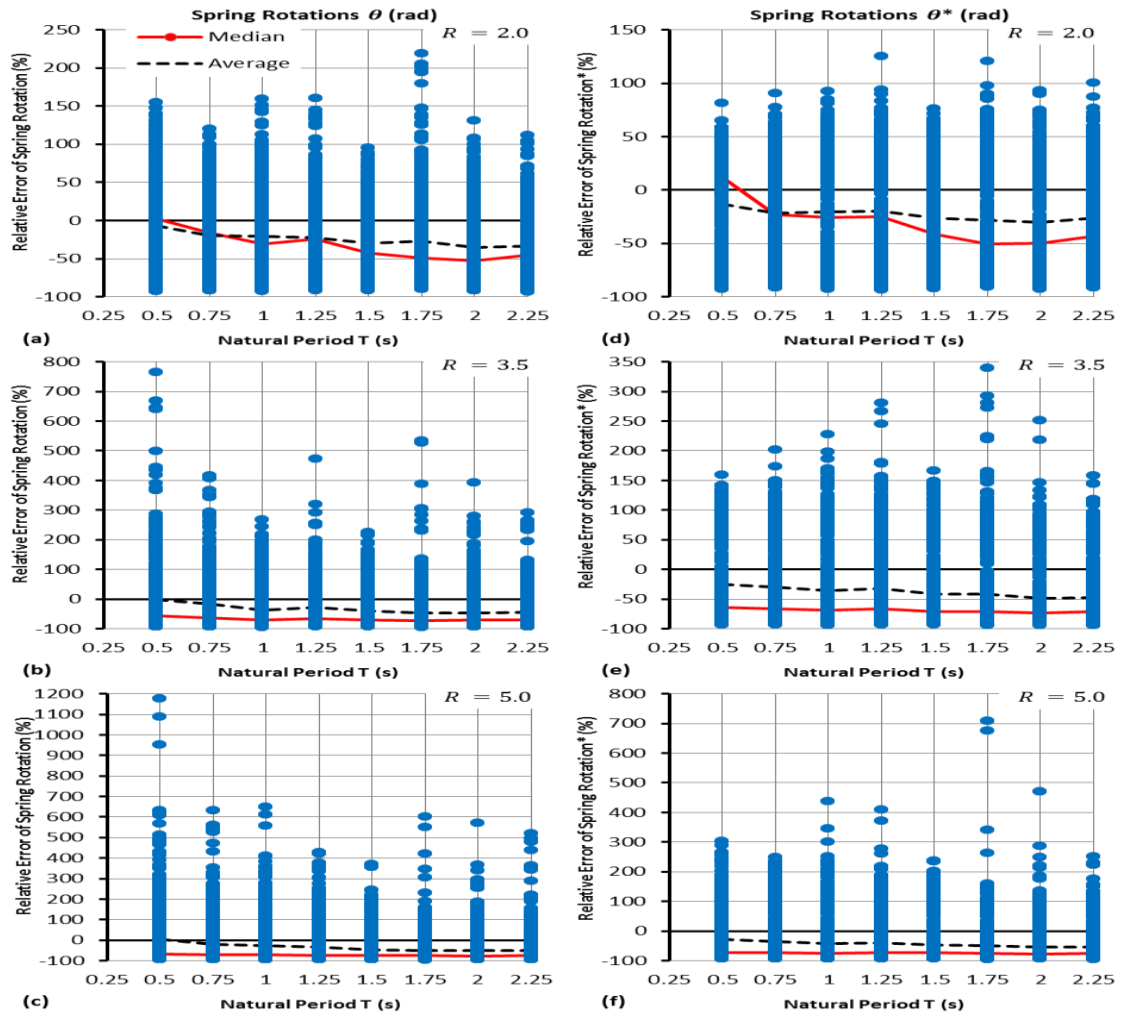 Spring Rotations θ (rad)
R = 2.0
Median
Average
Relative Error of Spring Rotation (%)
250
200
150
100
50
0
-50
-100
0.25 0.5 0.75 1 1.25 1.5 1.75 2 2.25
(a) Natural Period T (s)
Spring Rotations θ* (rad)
R = 2.0
Relative Error of Spring Rotation* (%)
150
100
50
0
-50
-100
0.25 0.5 0.75 1 1.25 1.5 1.75 2 2.25
(d) Natural Period T (s)
R = 3.5
Relative Error of Spring Rotation (%)
800
700
600
500
400
300
200
100
0
-100
0.25 0.5 0.75 1 1.25 1.5 1.75 2 2.25
(b) Natural Period T (s)
R = 3.5
Relative Error of Spring Rotation* (%)
350
300
250
200
150
100
50
0
-50
-100
0.25 0.5 0.75 1 1.25 1.5 1.75 2 2.25
(e) Natural Period T (s)
R = 5.0
Relative Error of Spring Rotation (%)
1200
1100
1000
900
800
700
600
500
400
300
200
100
0
-100
0.25 0.5 0.75 1 1.25 1.5 1.75 2 2.25
(c) Natural Period T (s)
R = 5.0
Relative Error of Spring Rotation* (%)
800
700
600
500
400
300
200
100
0
-100
0.25 0.5 0.75 1 1.25 1.5 1.75 2 2.25
(f) Natural Period T (s)